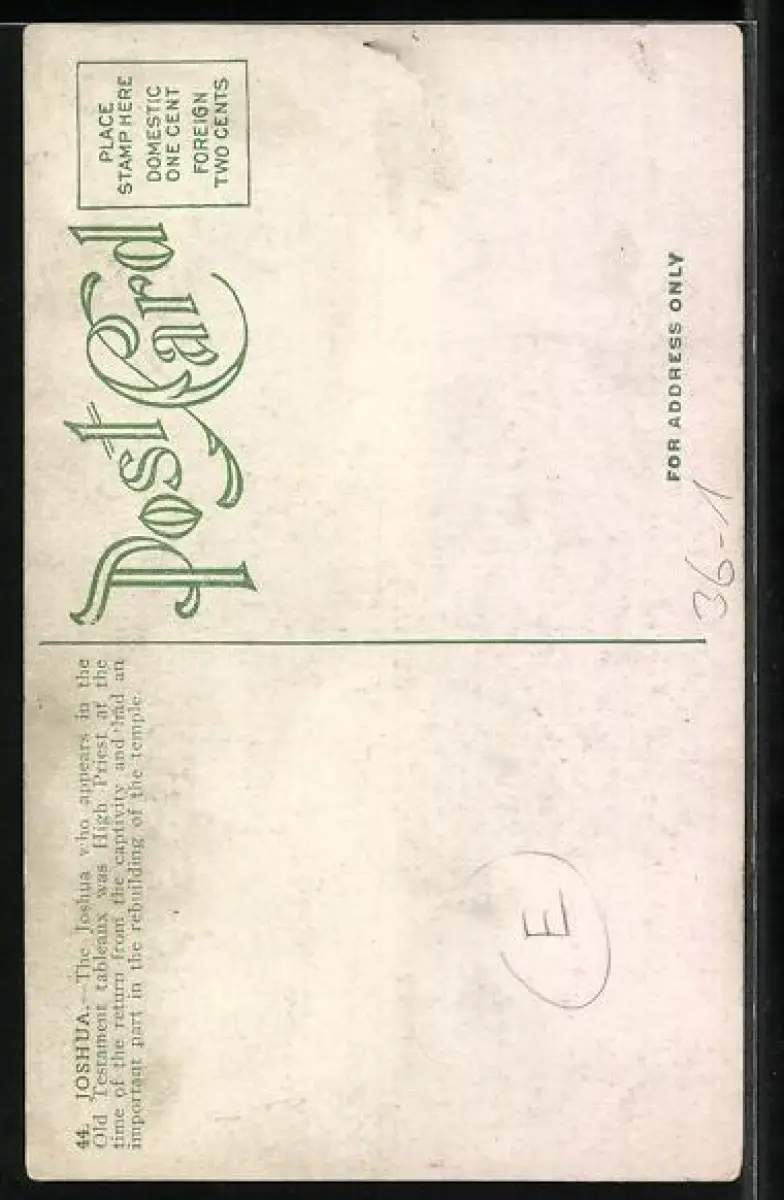 44. JOSHUA.—The Joshua who appears in the
Old Testament tableaux was High Priest at the
time of the return from the captivity and had an
important part in the rebuilding of the temple.
Post Card
PLACE
STAMP HERE
DOMESTIC
ONE CENT
FOREIGN
TWO CENTS
FOR ADDRESS ONLY
E
36-1